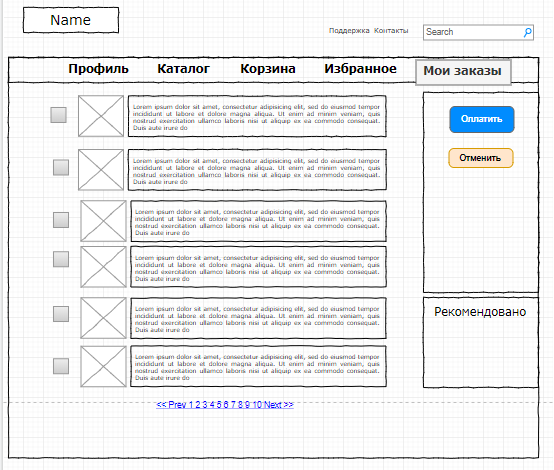 Name
Поддержка Контакты
Search
Профиль Каталог Корзина Избранное Мои заказы
Lorem ipsum dolor sit amet, consectetur adipisicing elit, sed do eiusmod tempor
incididunt ut labore et dolore magna aliqua. Ut enim ad minim veniam, quis
nostrud exercitation ullamco laboris nisi ut aliquip ex ea commodo consequat.
Duis aute irure do
Lorem ipsum dolor sit amet, consectetur adipisicing elit, sed do eiusmod tempor
incididunt ut labore et dolore magna aliqua. Ut enim ad minim veniam, quis
nostrud exercitation ullamco laboris nisi ut aliquip ex ea commodo consequat.
Duis aute irure do
Lorem ipsum dolor sit amet, consectetur adipisicing elit, sed do eiusmod tempor
incididunt ut labore et dolore magna aliqua. Ut enim ad minim veniam, quis
nostrud exercitation ullamco laboris nisi ut aliquip ex ea commodo consequat.
Duis aute irure do
Lorem ipsum dolor sit amet, consectetur adipisicing elit, sed do eiusmod tempor
incididunt ut labore et dolore magna aliqua. Ut enim ad minim veniam, quis
nostrud exercitation ullamco laboris nisi ut aliquip ex ea commodo consequat.
Duis aute irure do
Lorem ipsum dolor sit amet, consectetur adipisicing elit, sed do eiusmod tempor
incididunt ut labore et dolore magna aliqua. Ut enim ad minim veniam, quis
nostrud exercitation ullamco laboris nisi ut aliquip ex ea commodo consequat.
Duis aute irure do
Lorem ipsum dolor sit amet, consectetur adipisicing elit, sed do eiusmod tempor
incididunt ut labore et dolore magna aliqua. Ut enim ad minim veniam, quis
nostrud exercitation ullamco laboris nisi ut aliquip ex ea commodo consequat.
Duis aute irure do
<< Prev 1 2 3 4 5 6 7 8 9 10 Next >>
Оплатить
Отменить
Рекомендовано